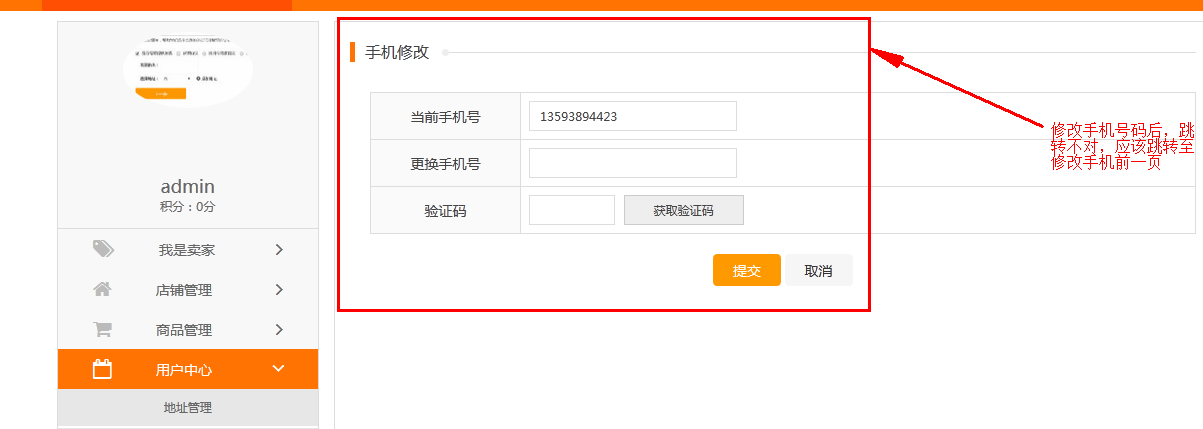 admin
积分：0分
我是卖家
店铺管理
商品管理
用户中心
地址管理
手机修改
当前手机号
13593894423
更换手机号
验证码
获取验证码
提交
取消
修改手机号码后，跳
转不对，应该跳转至
修改手机前一页